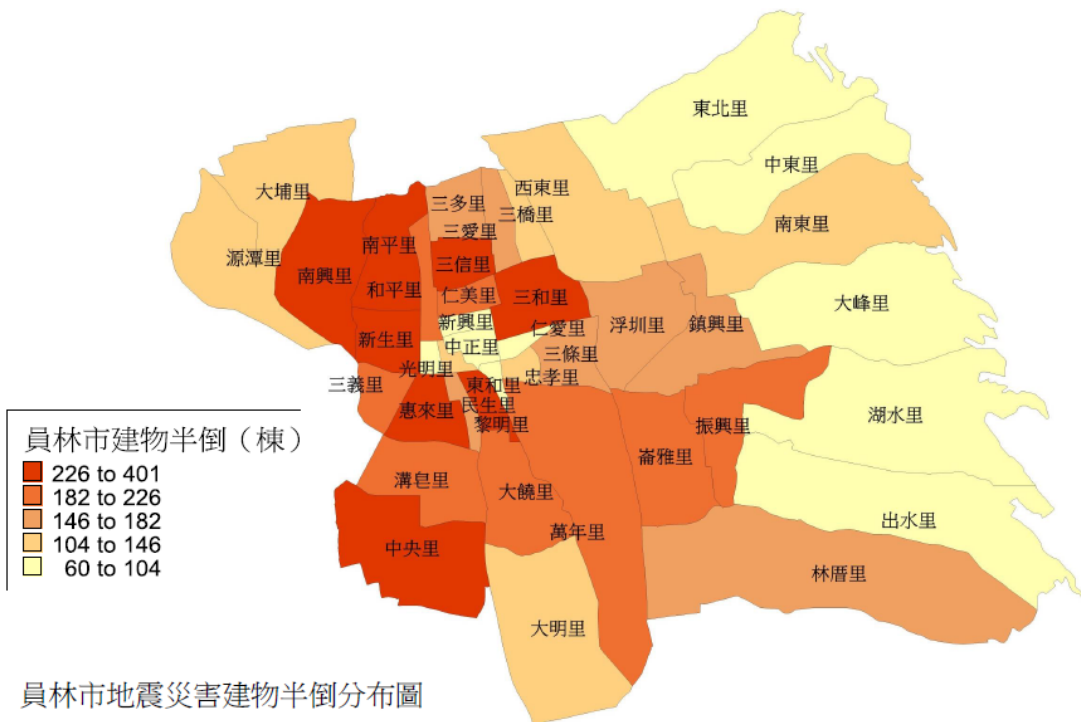 東北里
中東里
西東里
大埔里
三多里
三橋里
南東里
三愛里
南平里
源潭里
三信里
南興里
和平里
仁美里
三和里
大峰里
新興里
仁愛里
浮圳里
鎮興里
新生里
中正里
三條里
光明里
忠孝里
三義里
東和里
民生里
惠來里
湖水里
黎明里
振興里
崙雅里
溝皂里
大饒里
出水里
萬年里
中央里
林厝里
大明里
員林市建物半倒（棟）
226 to 401
182 to 226
146 to 182
104 to 146
60 to 104
員林市地震災害建物半倒分布圖